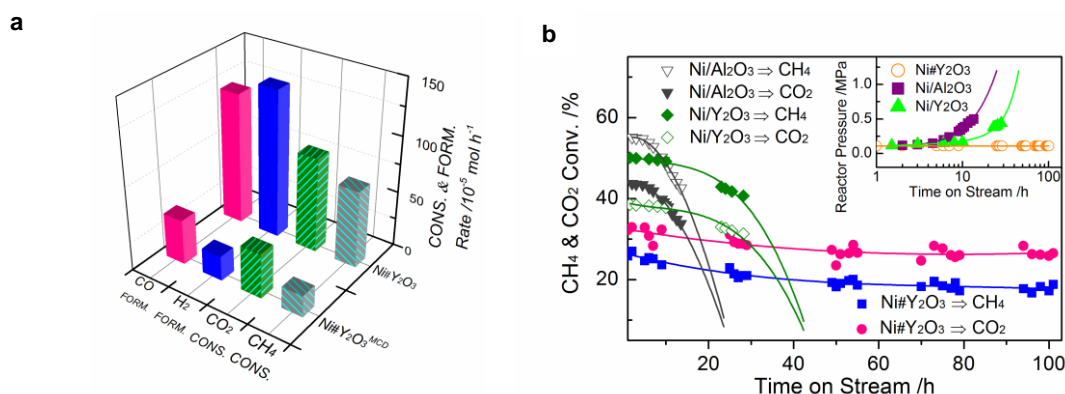 a
150
100
50
0
CONS. & FORM.
Rate /10⁻⁵ mol h⁻¹
Ni#Y₂O₃
Ni#Y₂O₃ᴹᶜᴰ
CO H₂ CO₂ CH₄
FORM. FORM. CONS. CONS.
b
CH₄ & CO₂ Conv. /%
60
40
20
Ni/Al₂O₃ ⇒ CH₄
Ni/Al₂O₃ ⇒ CO₂
Ni/Y₂O₃ ⇒ CH₄
Ni/Y₂O₃ ⇒ CO₂
Reactor Pressure /MPa
1.5
1.0
0.5
0.0
Ni#Y₂O₃
Ni/Al₂O₃
Ni/Y₂O₃
1 10 100
Time on Stream /h
Ni#Y₂O₃ ⇒ CH₄
Ni#Y₂O₃ ⇒ CO₂
20 40 60 80 100
Time on Stream /h